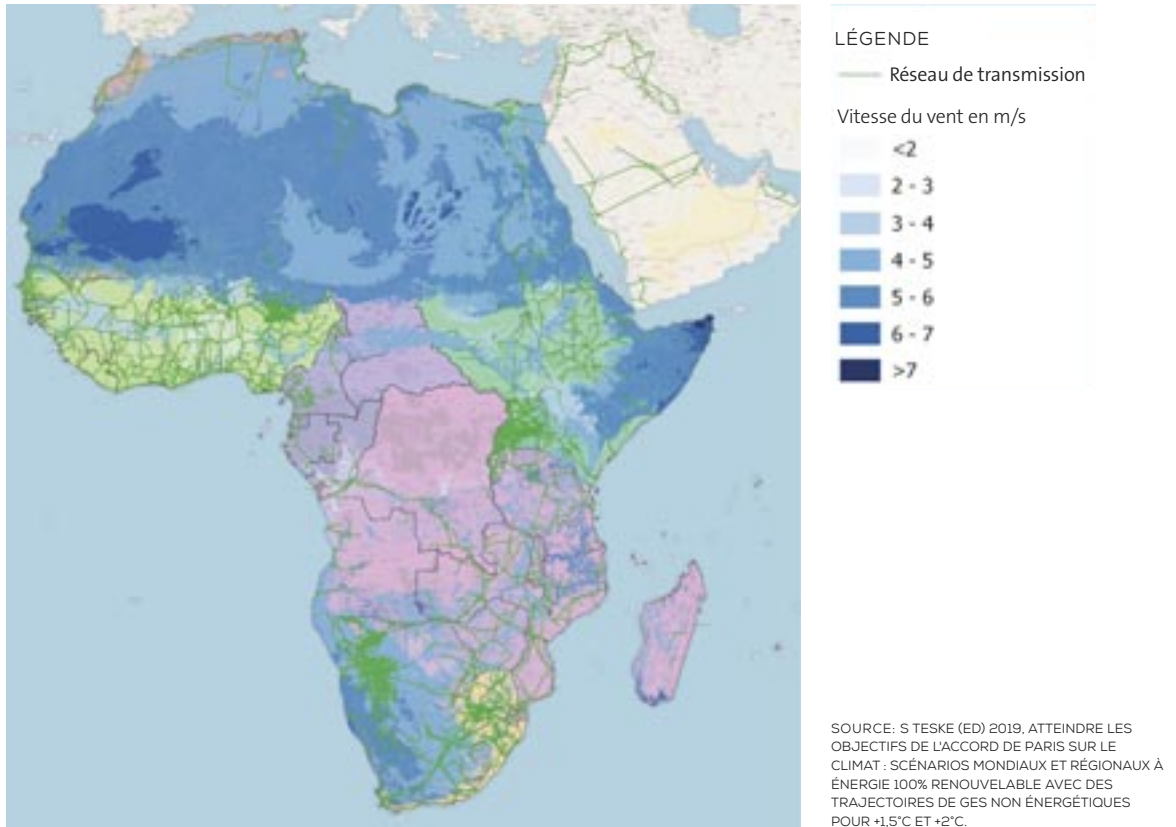 LÉGENDE
Réseau de transmission
Vitesse du vent en m/s
<2
2 - 3
3 - 4
4 - 5
5 - 6
6 - 7
>7
SOURCE: S TESKE (ED) 2019, ATTEINDRE LES
OBJECTIFS DE L'ACCORD DE PARIS SUR LE
CLIMAT : SCÉNARIOS MONDIAUX ET RÉGIONAUX À
ÉNERGIE 100% RENOUVELABLE AVEC DES
TRAJECTOIRES DE GES NON ÉNERGÉTIQUES
POUR +1,5°C ET +2°C.